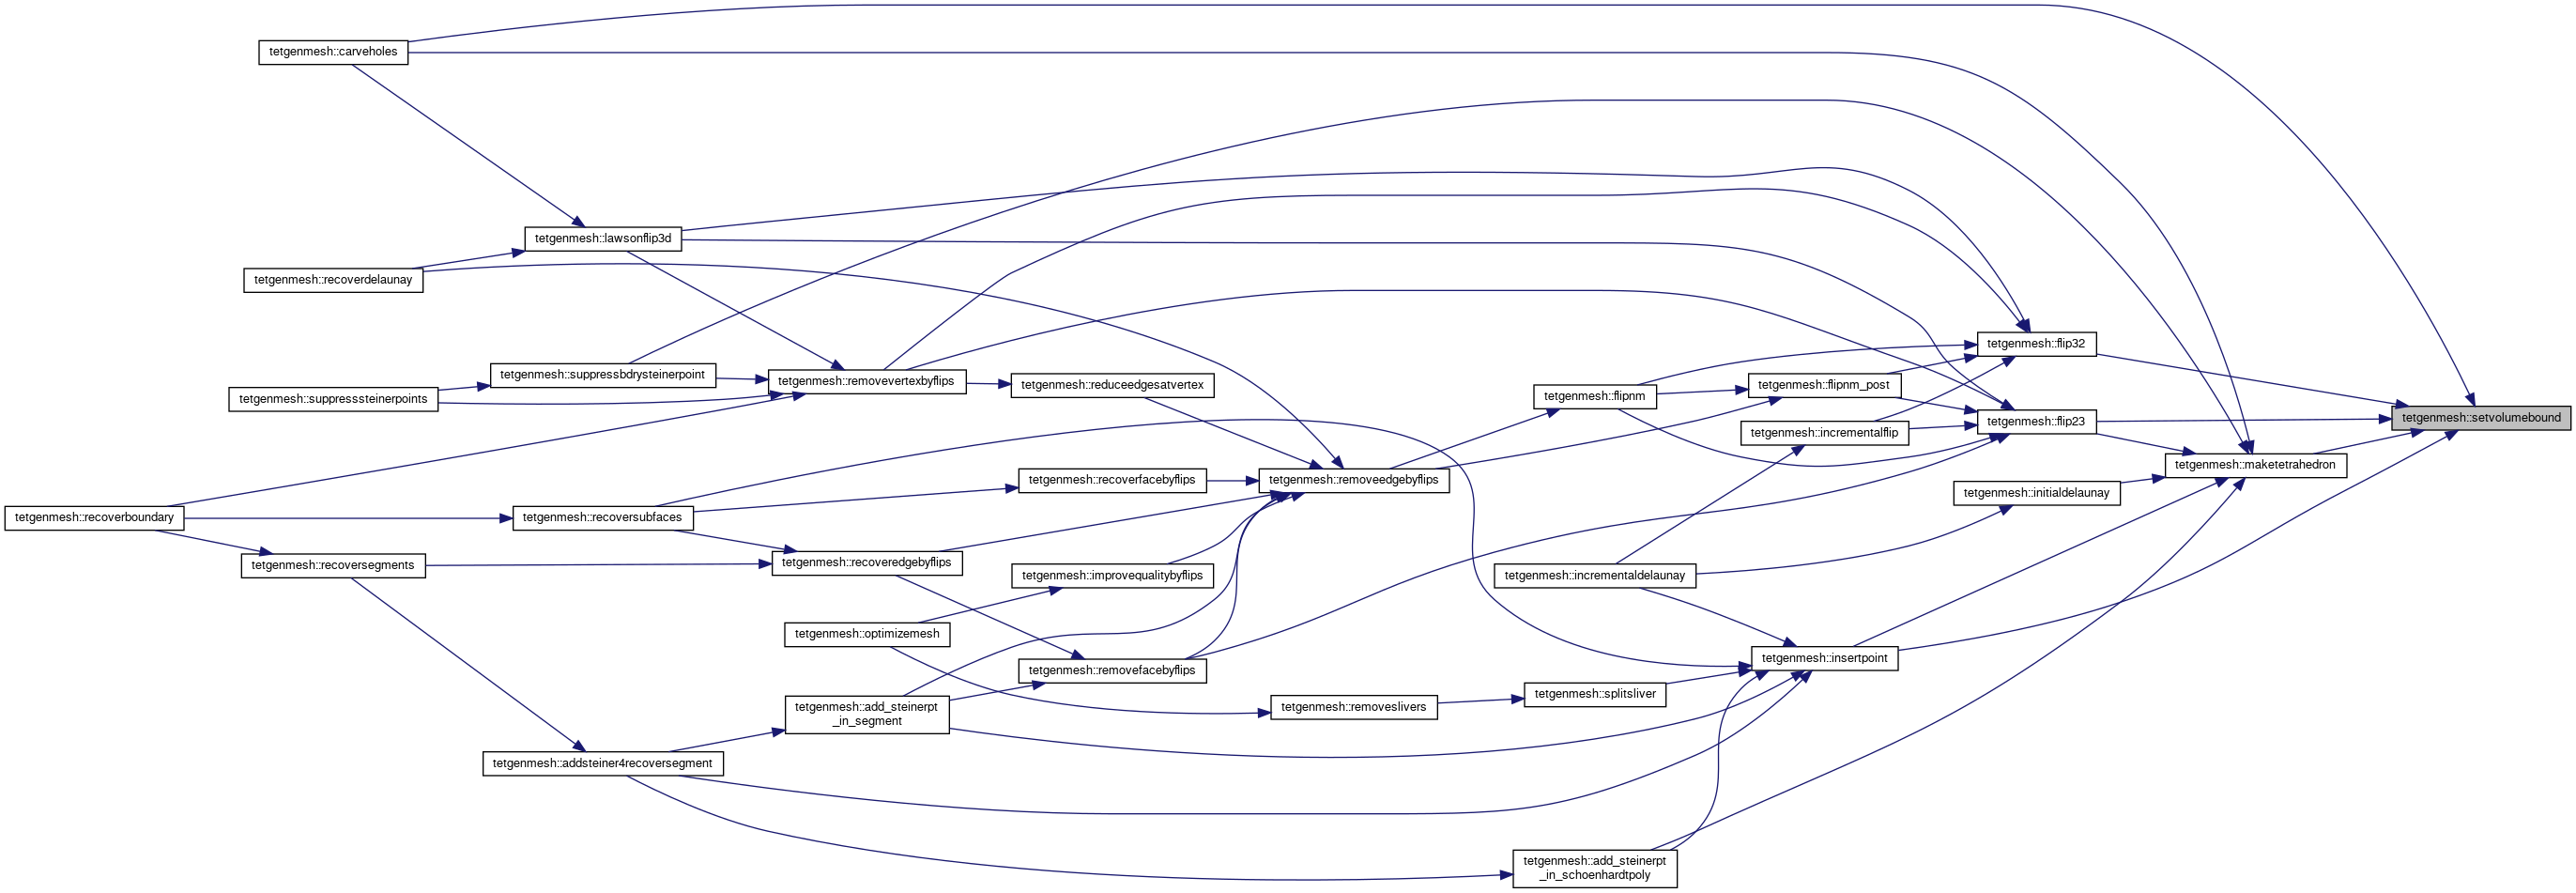 tetgenmesh::carveholes
tetgenmesh::lawsonflip3d
tetgenmesh::recoverdelaunay
tetgenmesh::flip32
tetgenmesh::suppressbdrysteinerpoint
tetgenmesh::removevertexbyflips
tetgenmesh::reduceedgesatvertex
tetgenmesh::flipnm_post
tetgenmesh::suppresssteinerpoints
tetgenmesh::flipnm
tetgenmesh::setvolumebound
tetgenmesh::flip23
tetgenmesh::incrementalflip
tetgenmesh::maketetrahedron
tetgenmesh::recoverfacebyflips
tetgenmesh::removeedgebyflips
tetgenmesh::initialdelaunay
tetgenmesh::recoverboundary
tetgenmesh::recoversubfaces
tetgenmesh::recoversegments
tetgenmesh::recoveredgebyflips
tetgenmesh::improvequalitybyflips
tetgenmesh::incrementaldelaunay
tetgenmesh::optimizemesh
tetgenmesh::removefacebyflips
tetgenmesh::insertpoint
tetgenmesh::splitsliver
tetgenmesh::removeslivers
tetgenmesh::add_steinerpt
_in_segment
tetgenmesh::addsteiner4recoversegment
tetgenmesh::add_steinerpt
_in_schoenhardtpoly